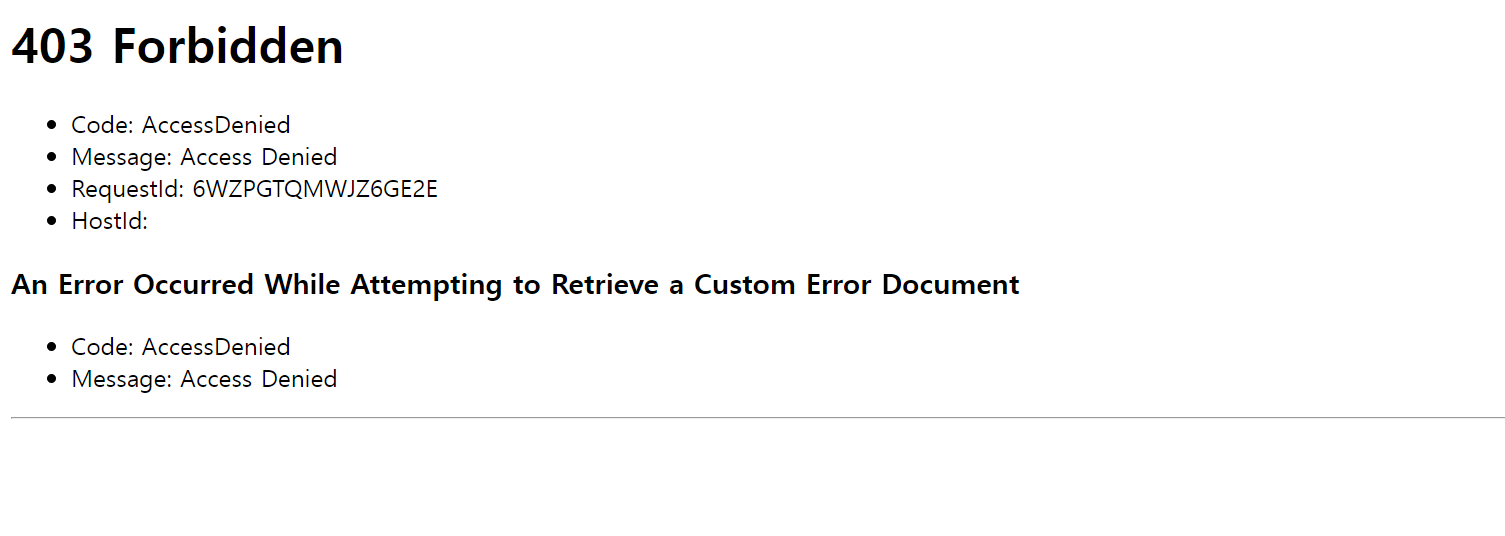 403 Forbidden
Code: AccessDenied
Message: Access Denied
RequestId: 6WZPGTQMWJZ6GE2E
HostId:
An Error Occurred While Attempting to Retrieve a Custom Error Document
Code: AccessDenied
Message: Access Denied